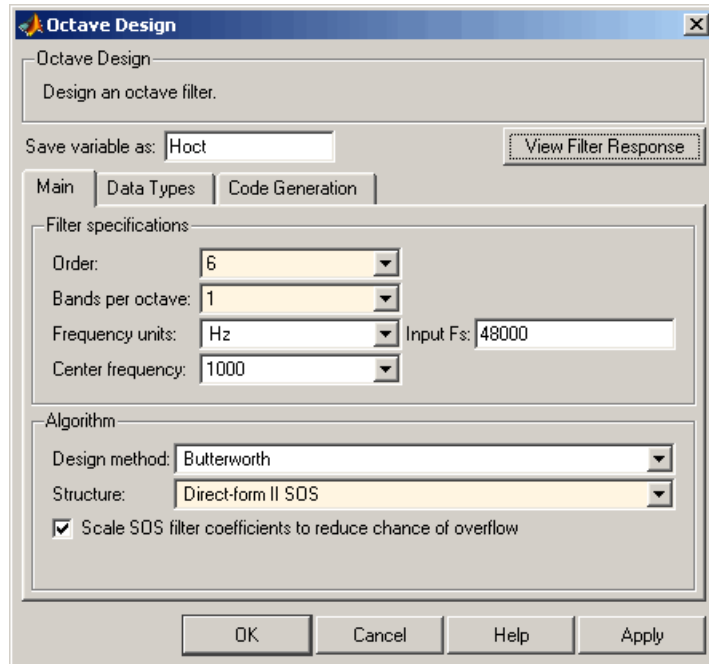 Octave Design
Octave Design
Design an octave filter.
Save variable as: Hoct View Filter Response
Main Data Types Code Generation
Filter specifications
Order: 6
Bands per octave: 1
Frequency units: Hz Input Fs: 48000
Center frequency: 1000
Algorithm
Design method: Butterworth
Structure: Direct-form II SOS
Scale SOS filter coefficients to reduce chance of overflow
OK Cancel Help Apply